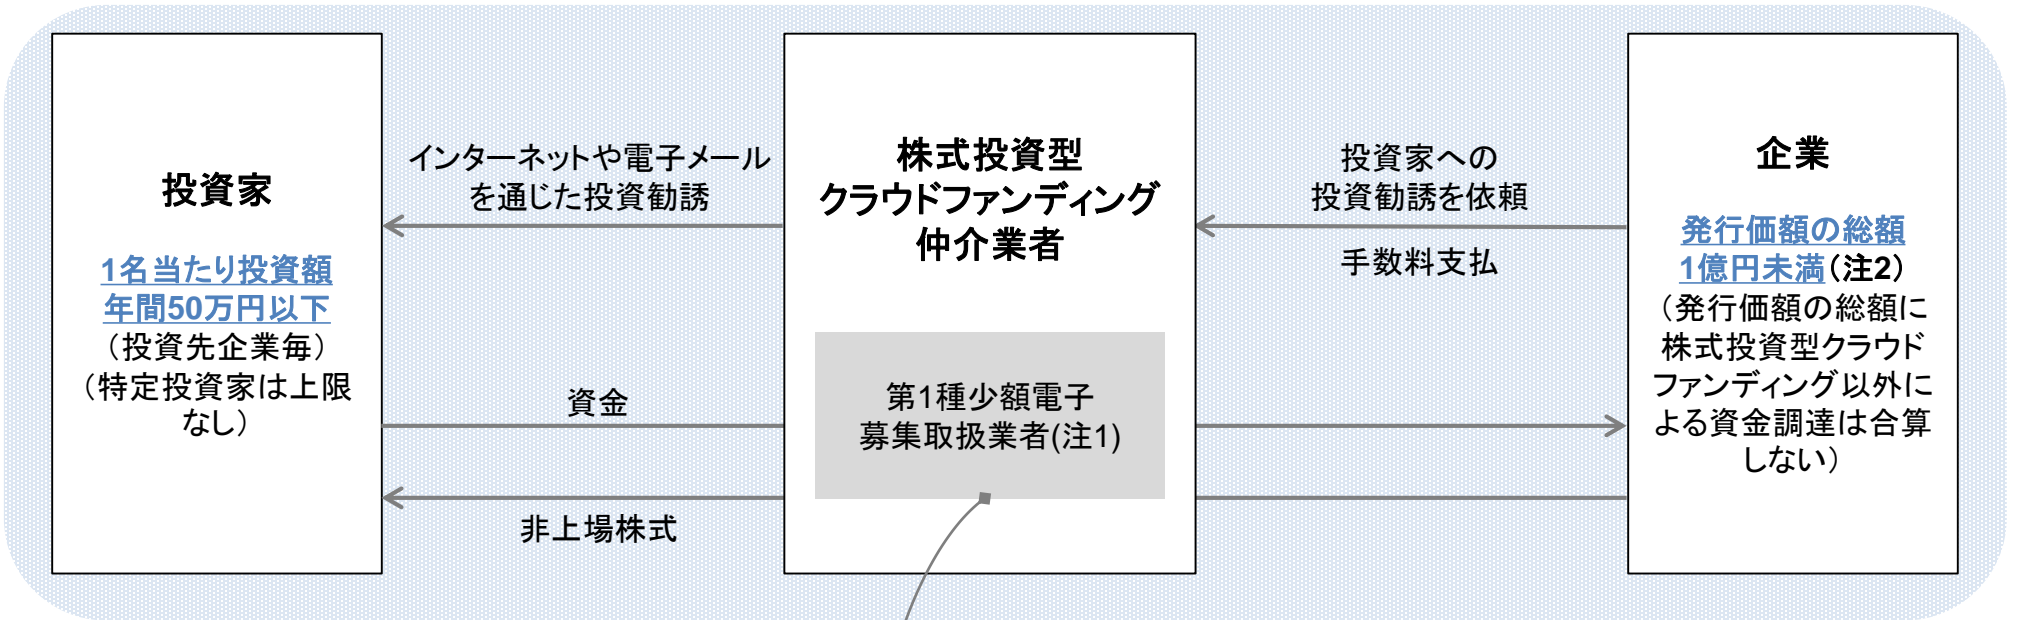 投資家
1名当たり投資額
年間50万円以下
（投資先企業毎）
（特定投資家は上限
なし）
インターネットや電子メール
を通じた投資勧誘
資金
非上場株式
株式投資型
クラウドファンディング
仲介業者
第1種少額電子
募集取扱業者(注1)
投資家への
投資勧誘を依頼
手数料支払
企業
発行価額の総額
1億円未満（注2）
（発行価額の総額に
株式投資型クラウド
ファンディング以外に
よる資金調達は合算
しない）